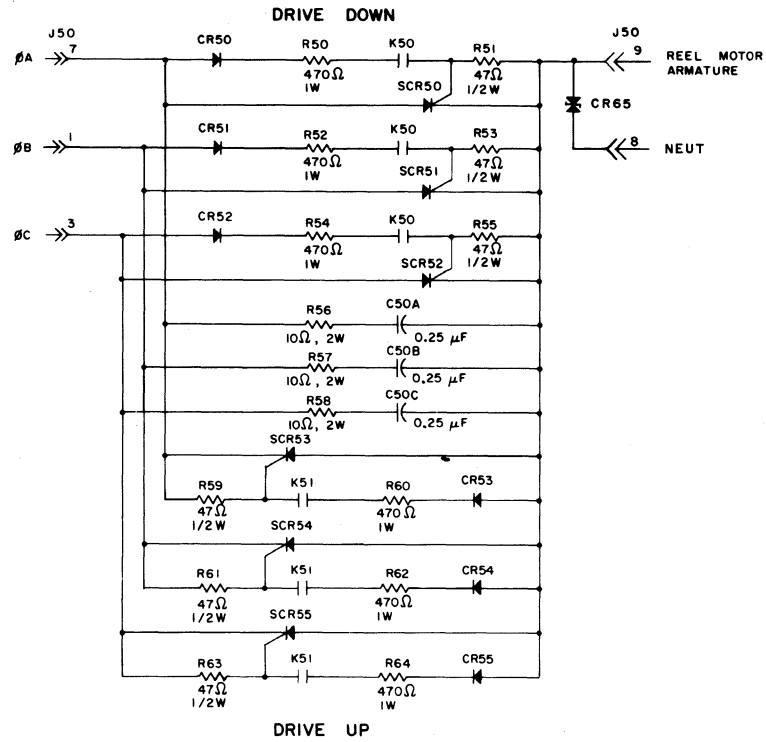 DRIVE DOWN
J50
J50
ØA
7
CR50
R50
470Ω
1W
K50
R51
47Ω
1/2W
SCR50
9
REEL MOTOR
ARMATURE
CR65
ØB
1
CR51
R52
470Ω
1W
K50
R53
47Ω
1/2W
SCR51
8
NEUT
ØC
3
CR52
R54
470Ω
1W
K50
R55
47Ω
1/2W
SCR52
R56
10Ω, 2W
C50A
0.25 µF
R57
10Ω, 2W
C50B
0.25 µF
R58
10Ω, 2W
C50C
0.25 µF
SCR53
R59
47Ω
1/2W
K51
R60
470Ω
1W
CR53
SCR54
R61
47Ω
1/2W
K51
R62
470Ω
1W
CR54
SCR55
R63
47Ω
1/2W
K51
R64
470Ω
1W
CR55
DRIVE UP